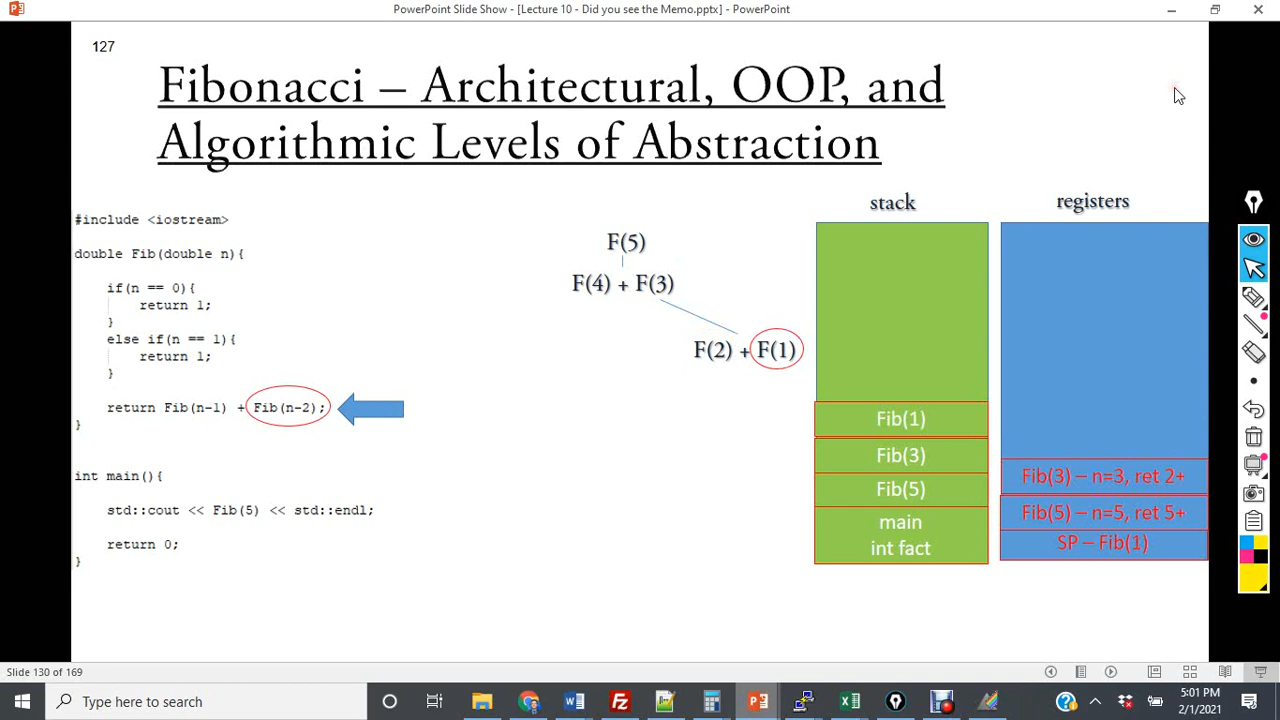 PowerPoint Slide Show - [Lecture 10 - Did you see the Memo.pptx] - PowerPoint
127
Fibonacci – Architectural, OOP, and
Algorithmic Levels of Abstraction
#include <iostream>
double Fib(double n){
if(n == 0){
return 1;
}
else if(n == 1){
return 1;
}
return Fib(n-1) + Fib(n-2);
}
int main(){
std::cout << Fib(5) << std::endl;
return 0;
}
F(5)
F(4) + F(3)
F(2) + F(1)
stack
Fib(1)
Fib(3)
Fib(5)
main
int fact
registers
Fib(3) – n=3, ret 2+
Fib(5) – n=5, ret 5+
SP – Fib(1)
Slide 130 of 169
Type here to search
5:01 PM
2/1/2021